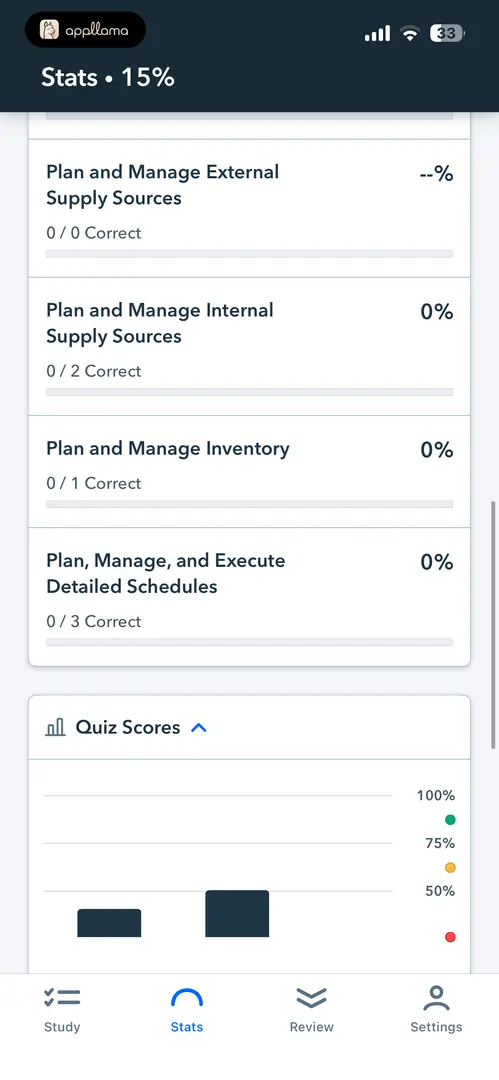 appllama
33
Stats • 15%
Plan and Manage External
Supply Sources
--%
0 / 0 Correct
Plan and Manage Internal
Supply Sources
0%
0 / 2 Correct
Plan and Manage Inventory
0%
0 / 1 Correct
Plan, Manage, and Execute
Detailed Schedules
0%
0 / 3 Correct
Quiz Scores
100%
75%
50%
Study
Stats
Review
Settings